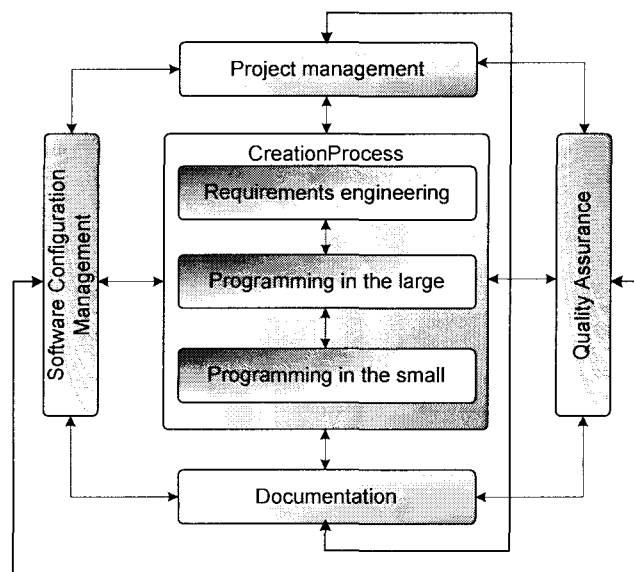 Project management
CreationProcess
Requirements engineering
Programming in the large
Programming in the small
Software Configuration
Management
Quality Assurance
Documentation